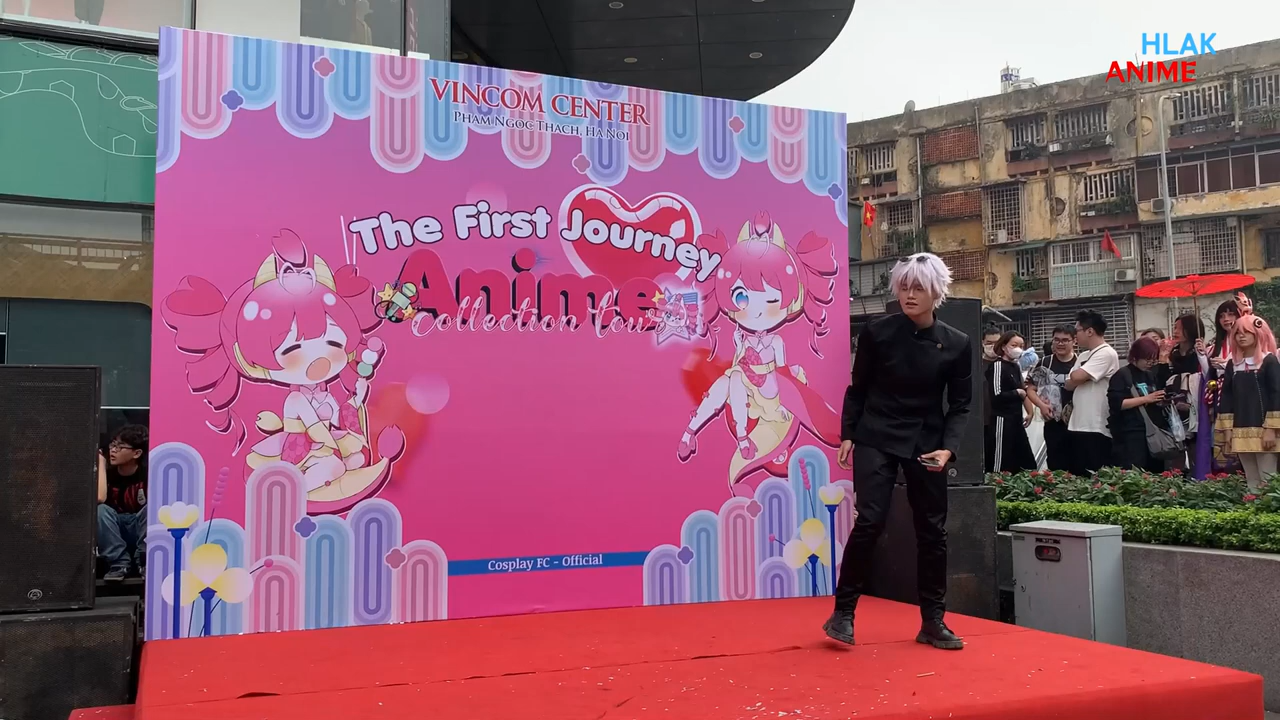 HLAK
ANIME
VINCOM CENTER
PHAM NGOC THACH, HA NOI
The First Journey
Anime
Collection tour
Cosplay FC - Official